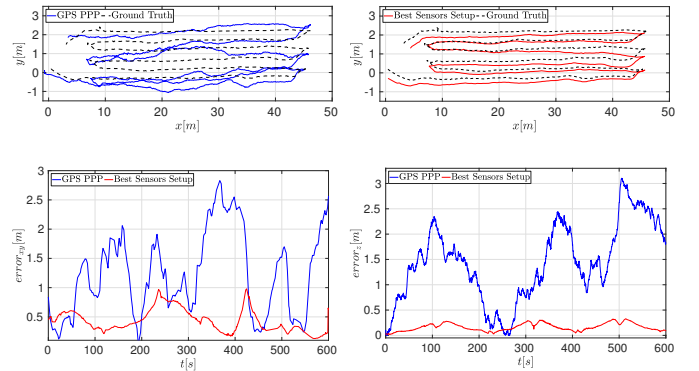 GPS PPP Ground Truth
2
1
0
-1
y[m]
0 10 20 30 40 50
x[m]
Best Sensors Setup Ground Truth
2
1
0
-1
y[m]
0 10 20 30 40 50
x[m]
GPS PPP Best Sensors Setup
3
2.5
2
1.5
1
0.5
error_xy[m]
0 100 200 300 400 500 600
t[s]
GPS PPP Best Sensors Setup
3
2.5
2
1.5
1
0.5
0
error_z[m]
0 100 200 300 400 500 600
t[s]